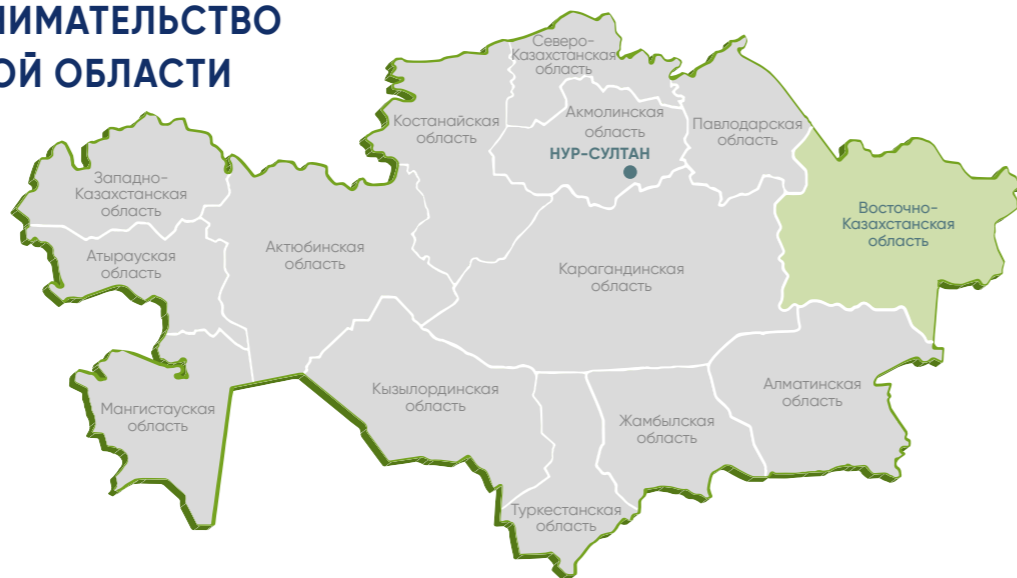 НИМАТЕЛЬСТВО
ОЙ ОБЛАСТИ
Северо-
Казахстанская
область
Костанайская
область
Акмолинская
область
НУР-СУЛТАН
Павлодарская
область
Западно-
Казахстанская
область
Восточно-
Казахстанская
область
Атырауская
область
Актюбинская
область
Карагандинская
область
Мангистауская
область
Кызылординская
область
Жамбылская
область
Алматинская
область
Туркестанская
область